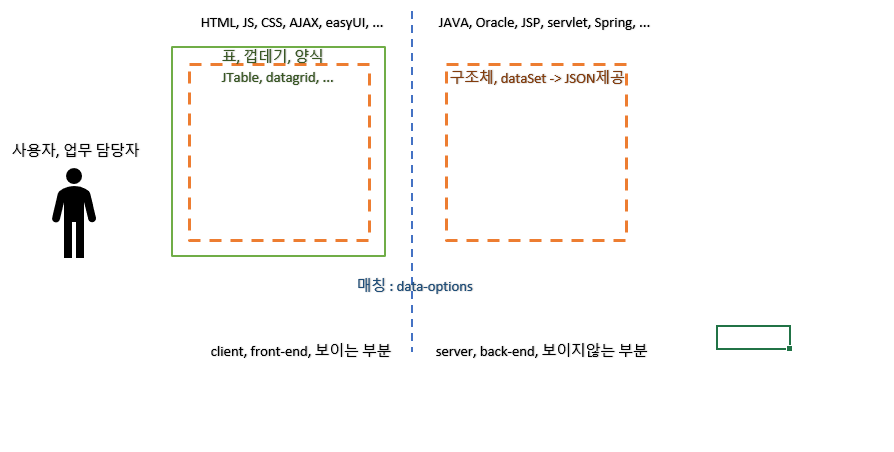 HTML, JS, CSS, AJAX, easyUI, ...
JAVA, Oracle, JSP, servlet, Spring, ...
표, 껍데기, 양식
JTable, datagrid, ...
구조체, dataSet -> JSON제공
사용자, 업무 담당자
매칭 : data-options
client, front-end, 보이는 부분
server, back-end, 보이지않는 부분